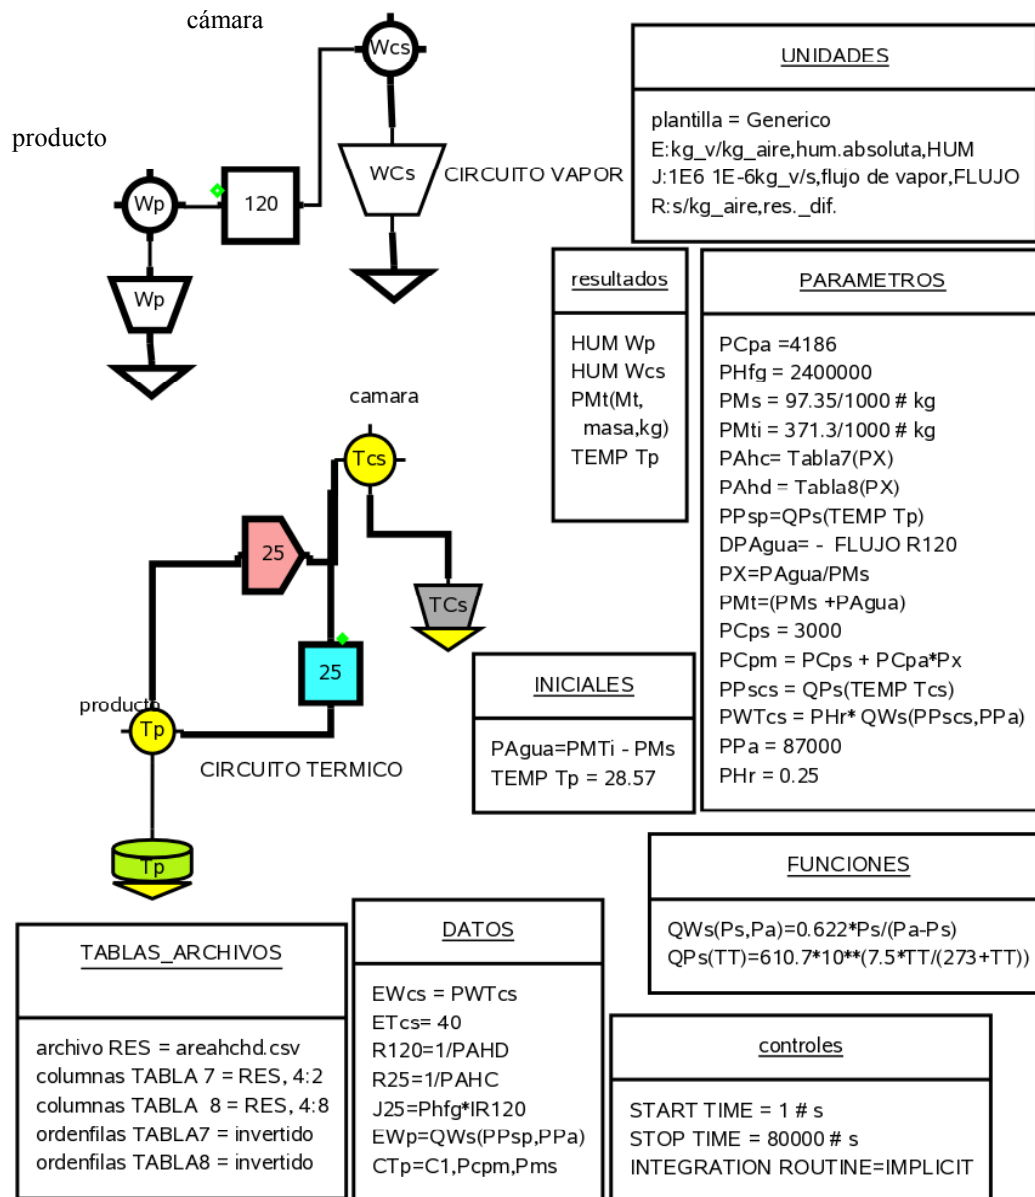 cámara
Wcs
producto
WCs
CIRCUITO VAPOR
Wp
120
Wp
UNIDADES
plantilla = Generico
E:kg_v/kg_aire,hum.absoluta,HUM
J:1E6 1E-6kg_v/s,flujo de vapor,FLUJO
R:s/kg_aire,res._dif.
resultados
HUM Wp
HUM Wcs
PMt(Mt,
masa,kg)
TEMP Tp
PARAMETROS
PCpa =4186
PHfg = 2400000
PMs = 97.35/1000 # kg
PMti = 371.3/1000 # kg
PAhc= Tabla7(PX)
PAhd = Tabla8(PX)
PPsp=QPs(TEMP Tp)
DPAgua= - FLUJO R120
PX=PAgua/PMs
PMt=(PMs +PAgua)
PCps = 3000
PCpm = PCps + PCpa*Px
PPscs = QPs(TEMP Tcs)
PWTcs = PHr* QWs(PPscs,PPa)
PPa = 87000
PHr = 0.25
camara
Tcs
25
TCs
25
producto
Tp
CIRCUITO TERMICO
Tp
INICIALES
PAgua=PMTi - PMs
TEMP Tp = 28.57
FUNCIONES
QWs(Ps,Pa)=0.622*Ps/(Pa-Ps)
QPs(TT)=610.7*10**(7.5*TT/(273+TT))
TABLAS_ARCHIVOS
archivo RES = areahchd.csv
columnas TABLA 7 = RES, 4:2
columnas TABLA 8 = RES, 4:8
ordenfilas TABLA7 = invertido
ordenfilas TABLA8 = invertido
DATOS
EWcs = PWTcs
ETcs= 40
R120=1/PAHD
R25=1/PAHC
J25=Phfg*IR120
EWp=QWs(PPsp,PPa)
CTp=C1,Pcpm,Pms
controles
START TIME = 1 # s
STOP TIME = 80000 # s
INTEGRATION ROUTINE=IMPLICIT